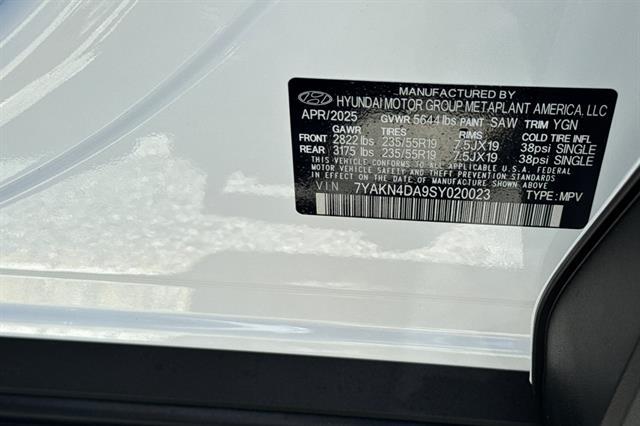 MANUFACTURED BY
HYUNDAI MOTOR GROUP METAPLANT AMERICA, LLC
APR/2025 GVWR 5644 lbs PAINT SAW TRIM YGN
GAWR TIRES RIMS COLD TIRE INFL
FRONT 2822 lbs 235/55R19 7.5JX19 38psi SINGLE
REAR 3175 lbs 235/55R19 7.5JX19 38psi SINGLE
THIS VEHICLE CONFORMS TO ALL APPLICABLE U.S.A. FEDERAL
MOTOR VEHICLE SAFETY, BUMPER, AND THEFT PREVENTION STANDARDS
IN EFFECT ON THE DATE OF MANUFACTURE SHOWN ABOVE.
VIN 7YAKN4DA9SY020023 TYPE: MPV